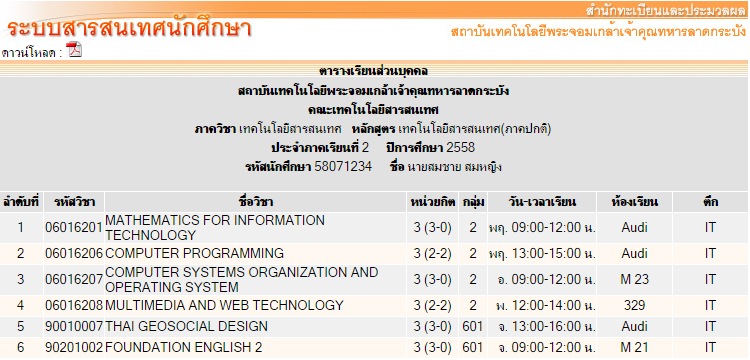 สำนักทะเบียนและประมวลผล
ระบบสารสนเทศนักศึกษา
สถาบันเทคโนโลยีพระจอมเกล้าเจ้าคุณทหารลาดกระบัง
ดาวน์โหลด :
ตารางเรียนส่วนบุคคล
สถาบันเทคโนโลยีพระจอมเกล้าเจ้าคุณทหารลาดกระบัง
คณะเทคโนโลยีสารสนเทศ
ภาควิชา เทคโนโลยีสารสนเทศ หลักสูตร เทคโนโลยีสารสนเทศ(ภาคปกติ)
ประจำภาคเรียนที่ 2 ปีการศึกษา 2558
รหัสนักศึกษา 58071234 ชื่อ นายสมชาย สมหญิง
ลำดับที่ รหัสวิชา ชื่อวิชา หน่วยกิต กลุ่ม วัน-เวลาเรียน ห้องเรียน ตึก
1 06016201 MATHEMATICS FOR INFORMATION TECHNOLOGY 3 (3-0) 2 พฤ. 09:00-12:00 น. Audi IT
2 06016206 COMPUTER PROGRAMMING 3 (2-2) 2 พฤ. 13:00-15:00 น. Audi IT
3 06016207 COMPUTER SYSTEMS ORGANIZATION AND OPERATING SYSTEM 3 (3-0) 2 อ. 09:00-12:00 น. M 23 IT
4 06016208 MULTIMEDIA AND WEB TECHNOLOGY 3 (2-2) 2 พ. 12:00-14:00 น. 329 IT
5 90010007 THAI GEOSOCIAL DESIGN 3 (3-0) 601 จ. 13:00-16:00 น. Audi IT
6 90201002 FOUNDATION ENGLISH 2 3 (3-0) 601 จ. 09:00-12:00 น. M 21 IT